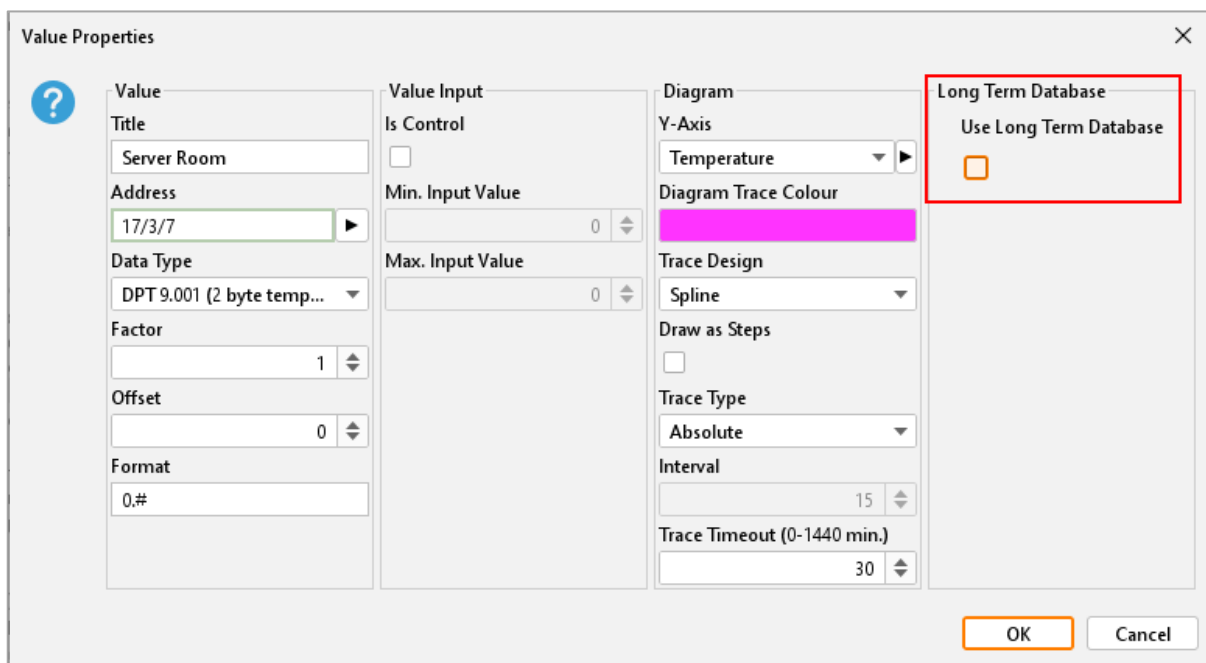 Value Properties
Value
Title
Server Room
Address
17/3/7
Data Type
DPT 9.001 (2 byte temp...
Factor
1
Offset
0
Format
0.#
Value Input
Is Control
Min. Input Value
0
Max. Input Value
0
Diagram
Y-Axis
Temperature
Diagram Trace Colour
Trace Design
Spline
Draw as Steps
Trace Type
Absolute
Interval
15
Trace Timeout (0-1440 min.)
30
Long Term Database
Use Long Term Database
OK
Cancel